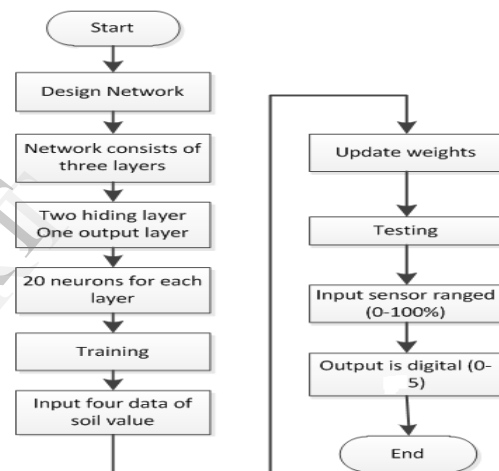 Start
Design Network
Network consists of
three layers
Two hiding layer
One output layer
20 neurons for each
layer
Training
Input four data of
soil value
Update weights
Testing
Input sensor ranged
(0-100%)
Output is digital (0-
5)
End